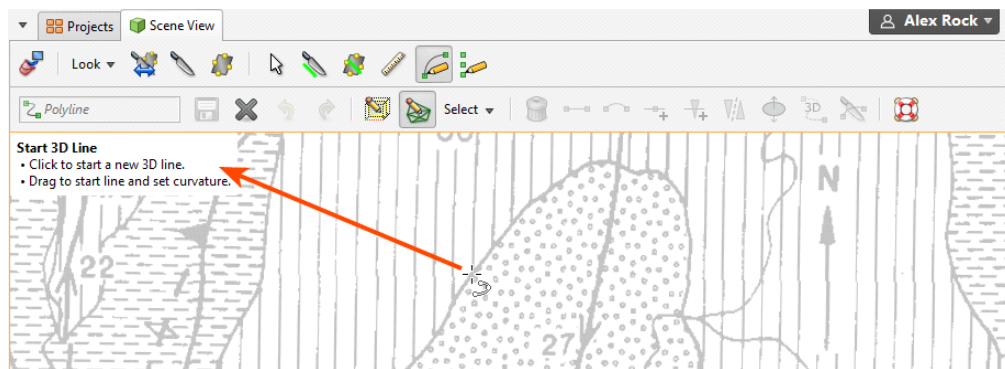 Projects Scene View Alex Rock
Look
Polyline Select 3D
Start 3D Line
• Click to start a new 3D line.
• Drag to start line and set curvature.
N
22
27